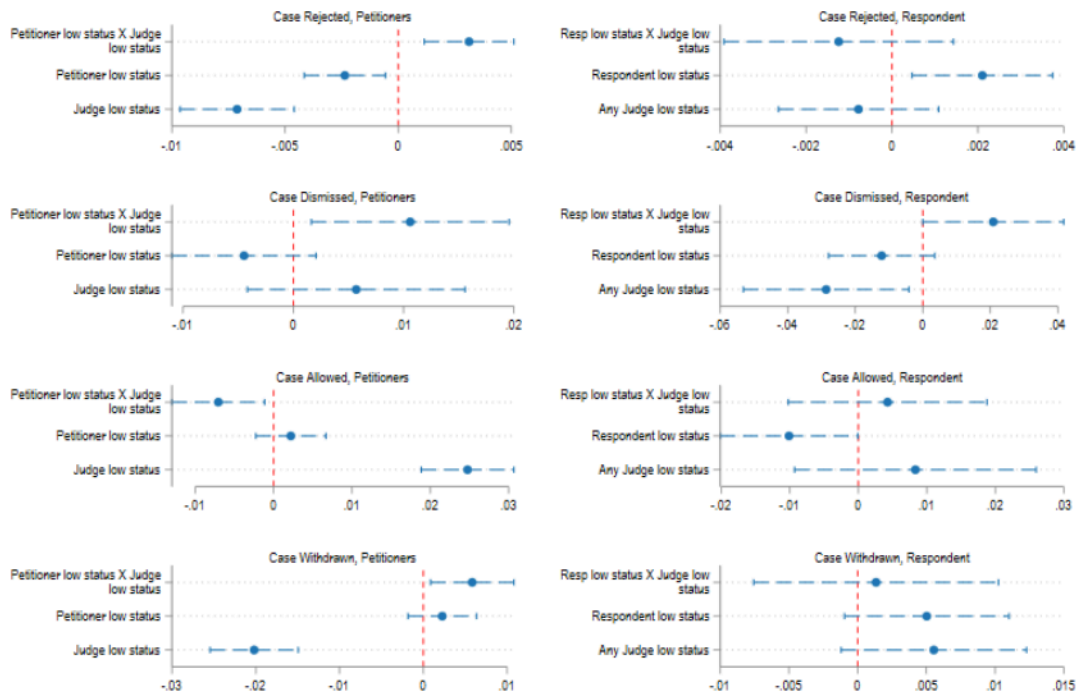 Case Rejected, Petitioners
Petitioner low status X Judge
low status
Petitioner low status
Judge low status
-.01 -.005 0 .005
Case Rejected, Respondent
Resp low status X Judge low
status
Respondent low status
Any Judge low status
-.004 -.002 0 .002 .004
Case Dismissed, Petitioners
Petitioner low status X Judge
low status
Petitioner low status
Judge low status
-.01 0 .01 .02
Case Dismissed, Respondent
Resp low status X Judge low
status
Respondent low status
Any Judge low status
-.06 -.04 -.02 0 .02 .04
Case Allowed, Petitioners
Petitioner low status X Judge
low status
Petitioner low status
Judge low status
-.01 0 .01 .02 .03
Case Allowed, Respondent
Resp low status X Judge low
status
Respondent low status
Any Judge low status
-.02 -.01 0 .01 .02 .03
Case Withdrawn, Petitioners
Petitioner low status X Judge
low status
Petitioner low status
Judge low status
-.03 -.02 -.01 0 .01
Case Withdrawn, Respondent
Resp low status X Judge low
status
Respondent low status
Any Judge low status
-.01 -.005 0 .005 .01 .015